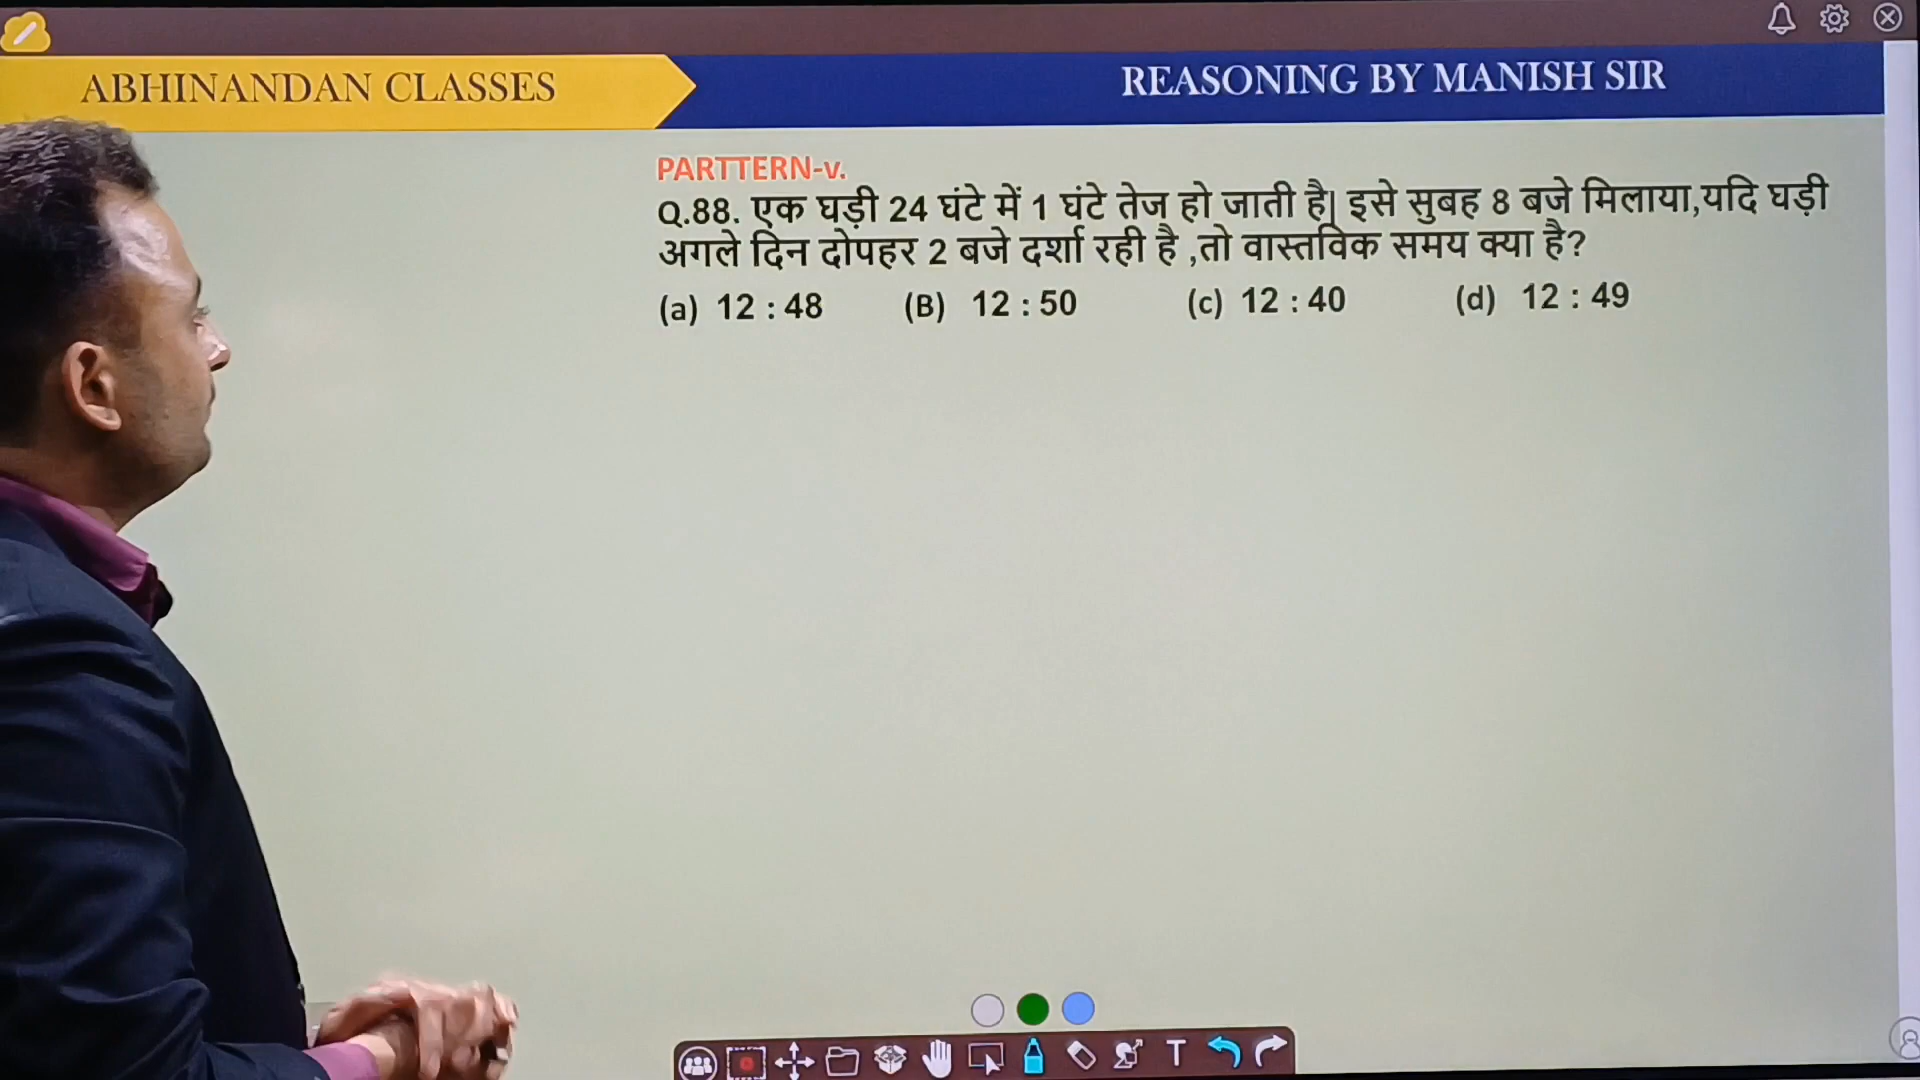 ABHINANDAN CLASSES
REASONING BY MANISH SIR
PARTTERN-v.
Q.88. एक घड़ी 24 घंटे में 1 घंटे तेज हो जाती है| इसे सुबह 8 बजे मिलाया,यदि घड़ी
अगले दिन दोपहर 2 बजे दर्शा रही है ,तो वास्तविक समय क्या है?
(a) 12 : 48 (B) 12 : 50 (c) 12 : 40 (d) 12 : 49
T